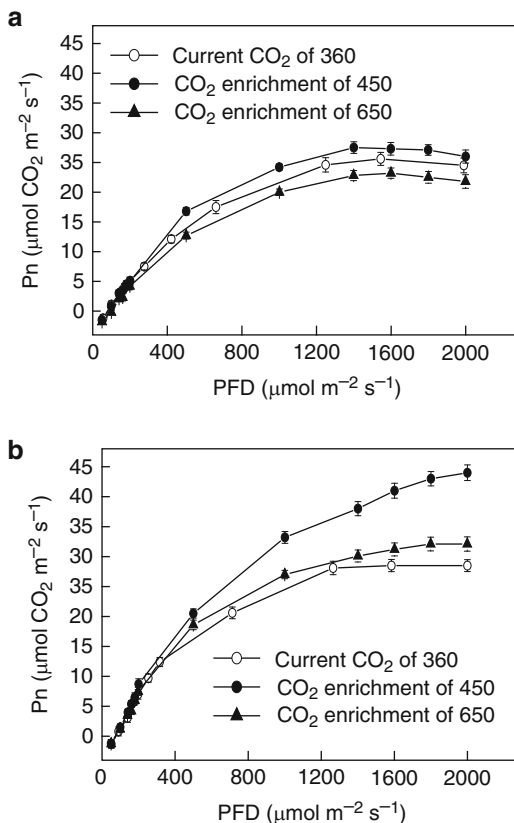 a
45
40
35
30
25
20
15
10
5
0
Pn (μmol CO₂ m⁻² s⁻¹)
Current CO₂ of 360
CO₂ enrichment of 450
CO₂ enrichment of 650
0 400 800 1200 1600 2000
PFD (μmol m⁻² s⁻¹)
b
45
40
35
30
25
20
15
10
5
0
Pn (μmol CO₂ m⁻² s⁻¹)
Current CO₂ of 360
CO₂ enrichment of 450
CO₂ enrichment of 650
0 400 800 1200 1600 2000
PFD (μmol m⁻² s⁻¹)